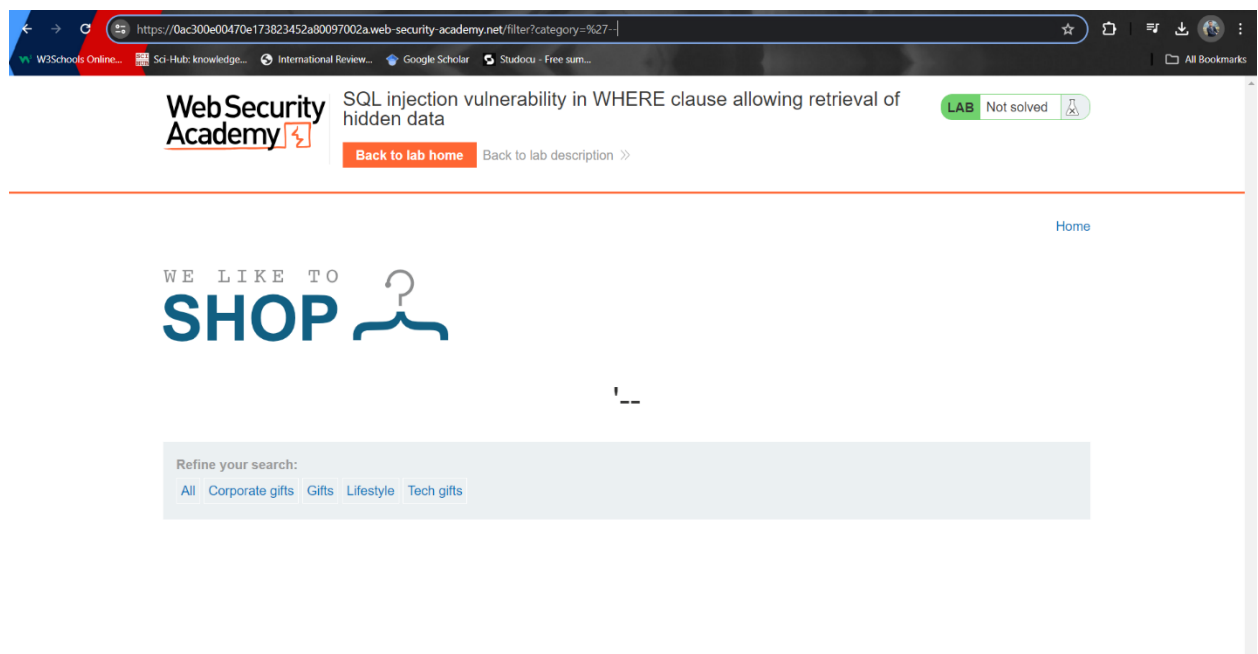 https://0ac300e00470e173823452a80097002a.web-security-academy.net/filter?category=%27--
W3Schools Online... Sci-Hub: knowledge... International Review... Google Scholar Studocu - Free sum... All Bookmarks
Web Security Academy
SQL injection vulnerability in WHERE clause allowing retrieval of
hidden data
LAB Not solved
Back to lab home Back to lab description
Home
WE LIKE TO
SHOP
'--
Refine your search:
All Corporate gifts Gifts Lifestyle Tech gifts